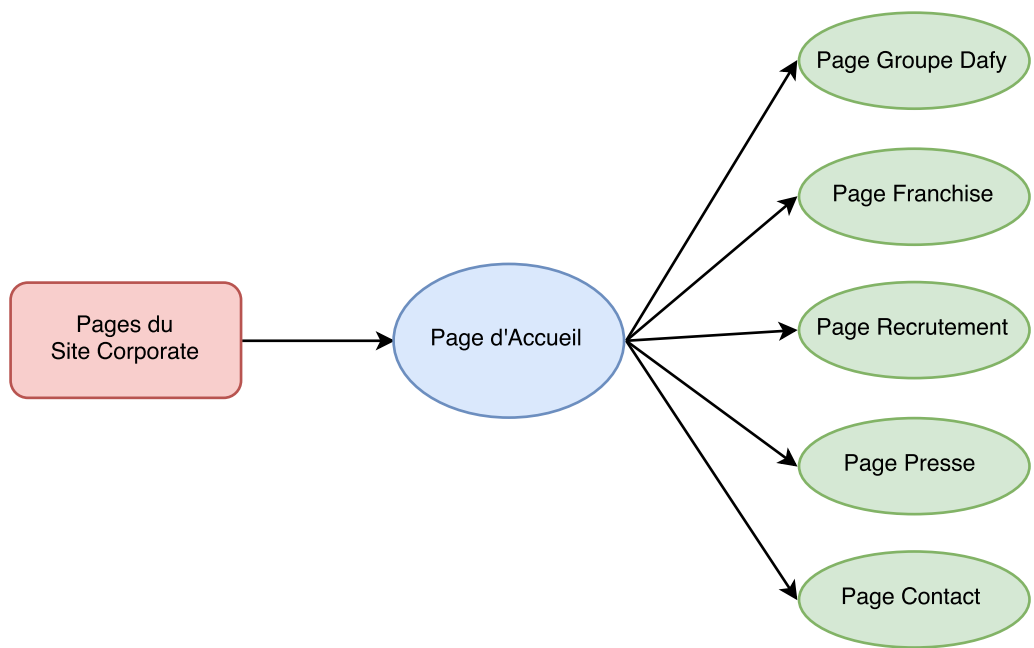 Pages du
Site Corporate
Page d'Accueil
Page Groupe Dafy
Page Franchise
Page Recrutement
Page Presse
Page Contact